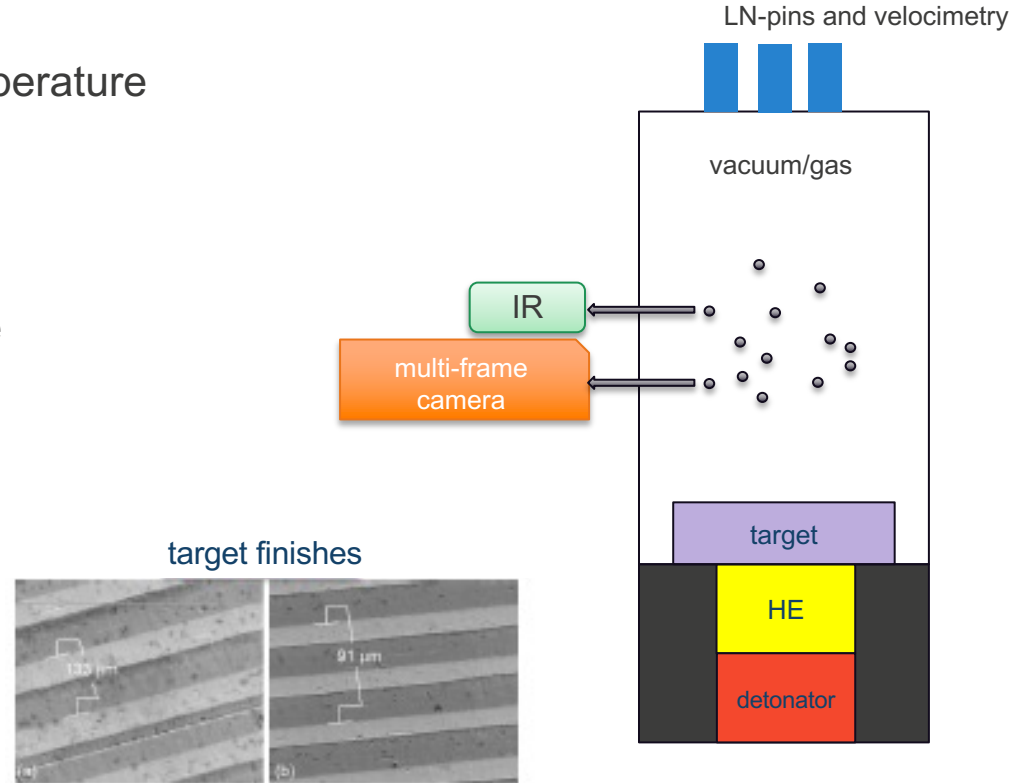 LN-pins and velocimetry
perature
vacuum/gas
IR
multi-frame
camera
target
target finishes
HE
133 μm
91 μm
detonator
(a)
(b)